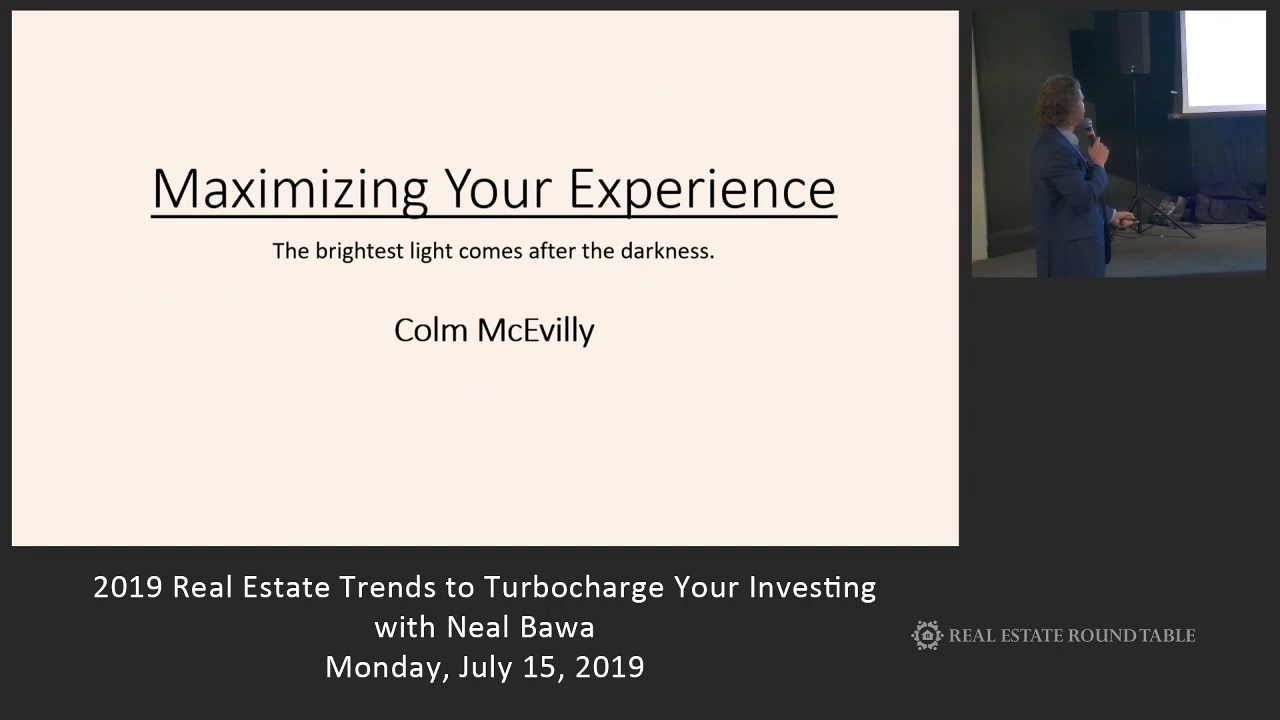 Maximizing Your Experience
The brightest light comes after the darkness.
Colm McEvilly
2019 Real Estate Trends to Turbocharge Your Investing
with Neal Bawa
Monday, July 15, 2019
REAL ESTATE ROUND TABLE